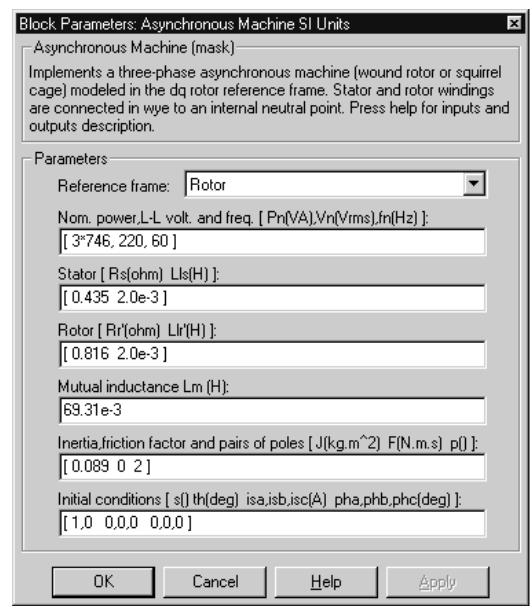 Block Parameters: Asynchronous Machine SI Units
Asynchronous Machine (mask)
Implements a three-phase asynchronous machine (wound rotor or squirrel
cage) modeled in the dq rotor reference frame. Stator and rotor windings
are connected in wye to an internal neutral point. Press help for inputs and
outputs description.
Parameters
Reference frame: Rotor
Nom. power,L-L volt. and freq. [ Pn(VA),Vn(Vrms),fn(Hz) ]:
[ 3*746, 220, 60 ]
Stator [ Rs(ohm)  Lls(H) ]:
[ 0.435  2.0e-3 ]
Rotor [ Rr'(ohm)  Llr'(H) ]:
[ 0.816  2.0e-3 ]
Mutual inductance Lm (H):
69.31e-3
Inertia,friction factor and pairs of poles [ J(kg.m^2)  F(N.m.s)  p() ]:
[ 0.089  0  2 ]
Initial conditions [ s() th(deg)  isa,isb,isc(A)  pha,phb,phc(deg) ]:
[ 1,0   0,0,0   0,0,0 ]
OK Cancel Help Apply